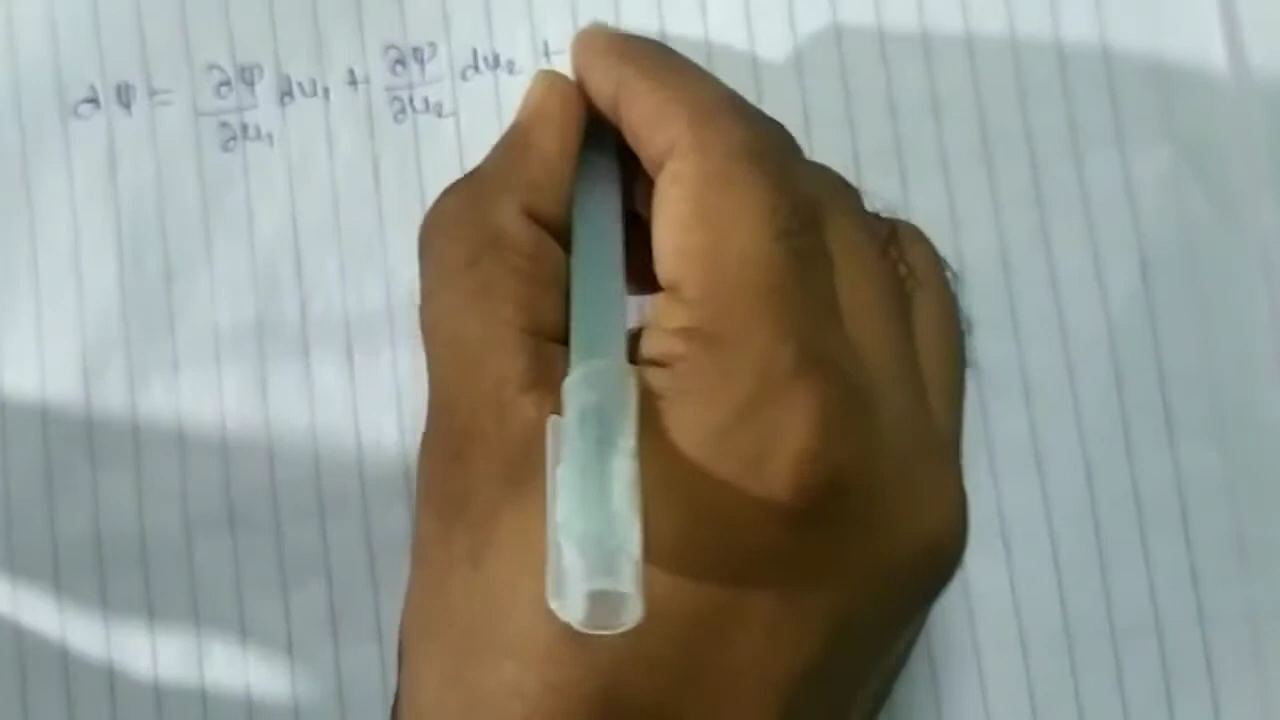 dφ = ∂φ/∂u₁ du₁ + ∂φ/∂u₂ du₂ +